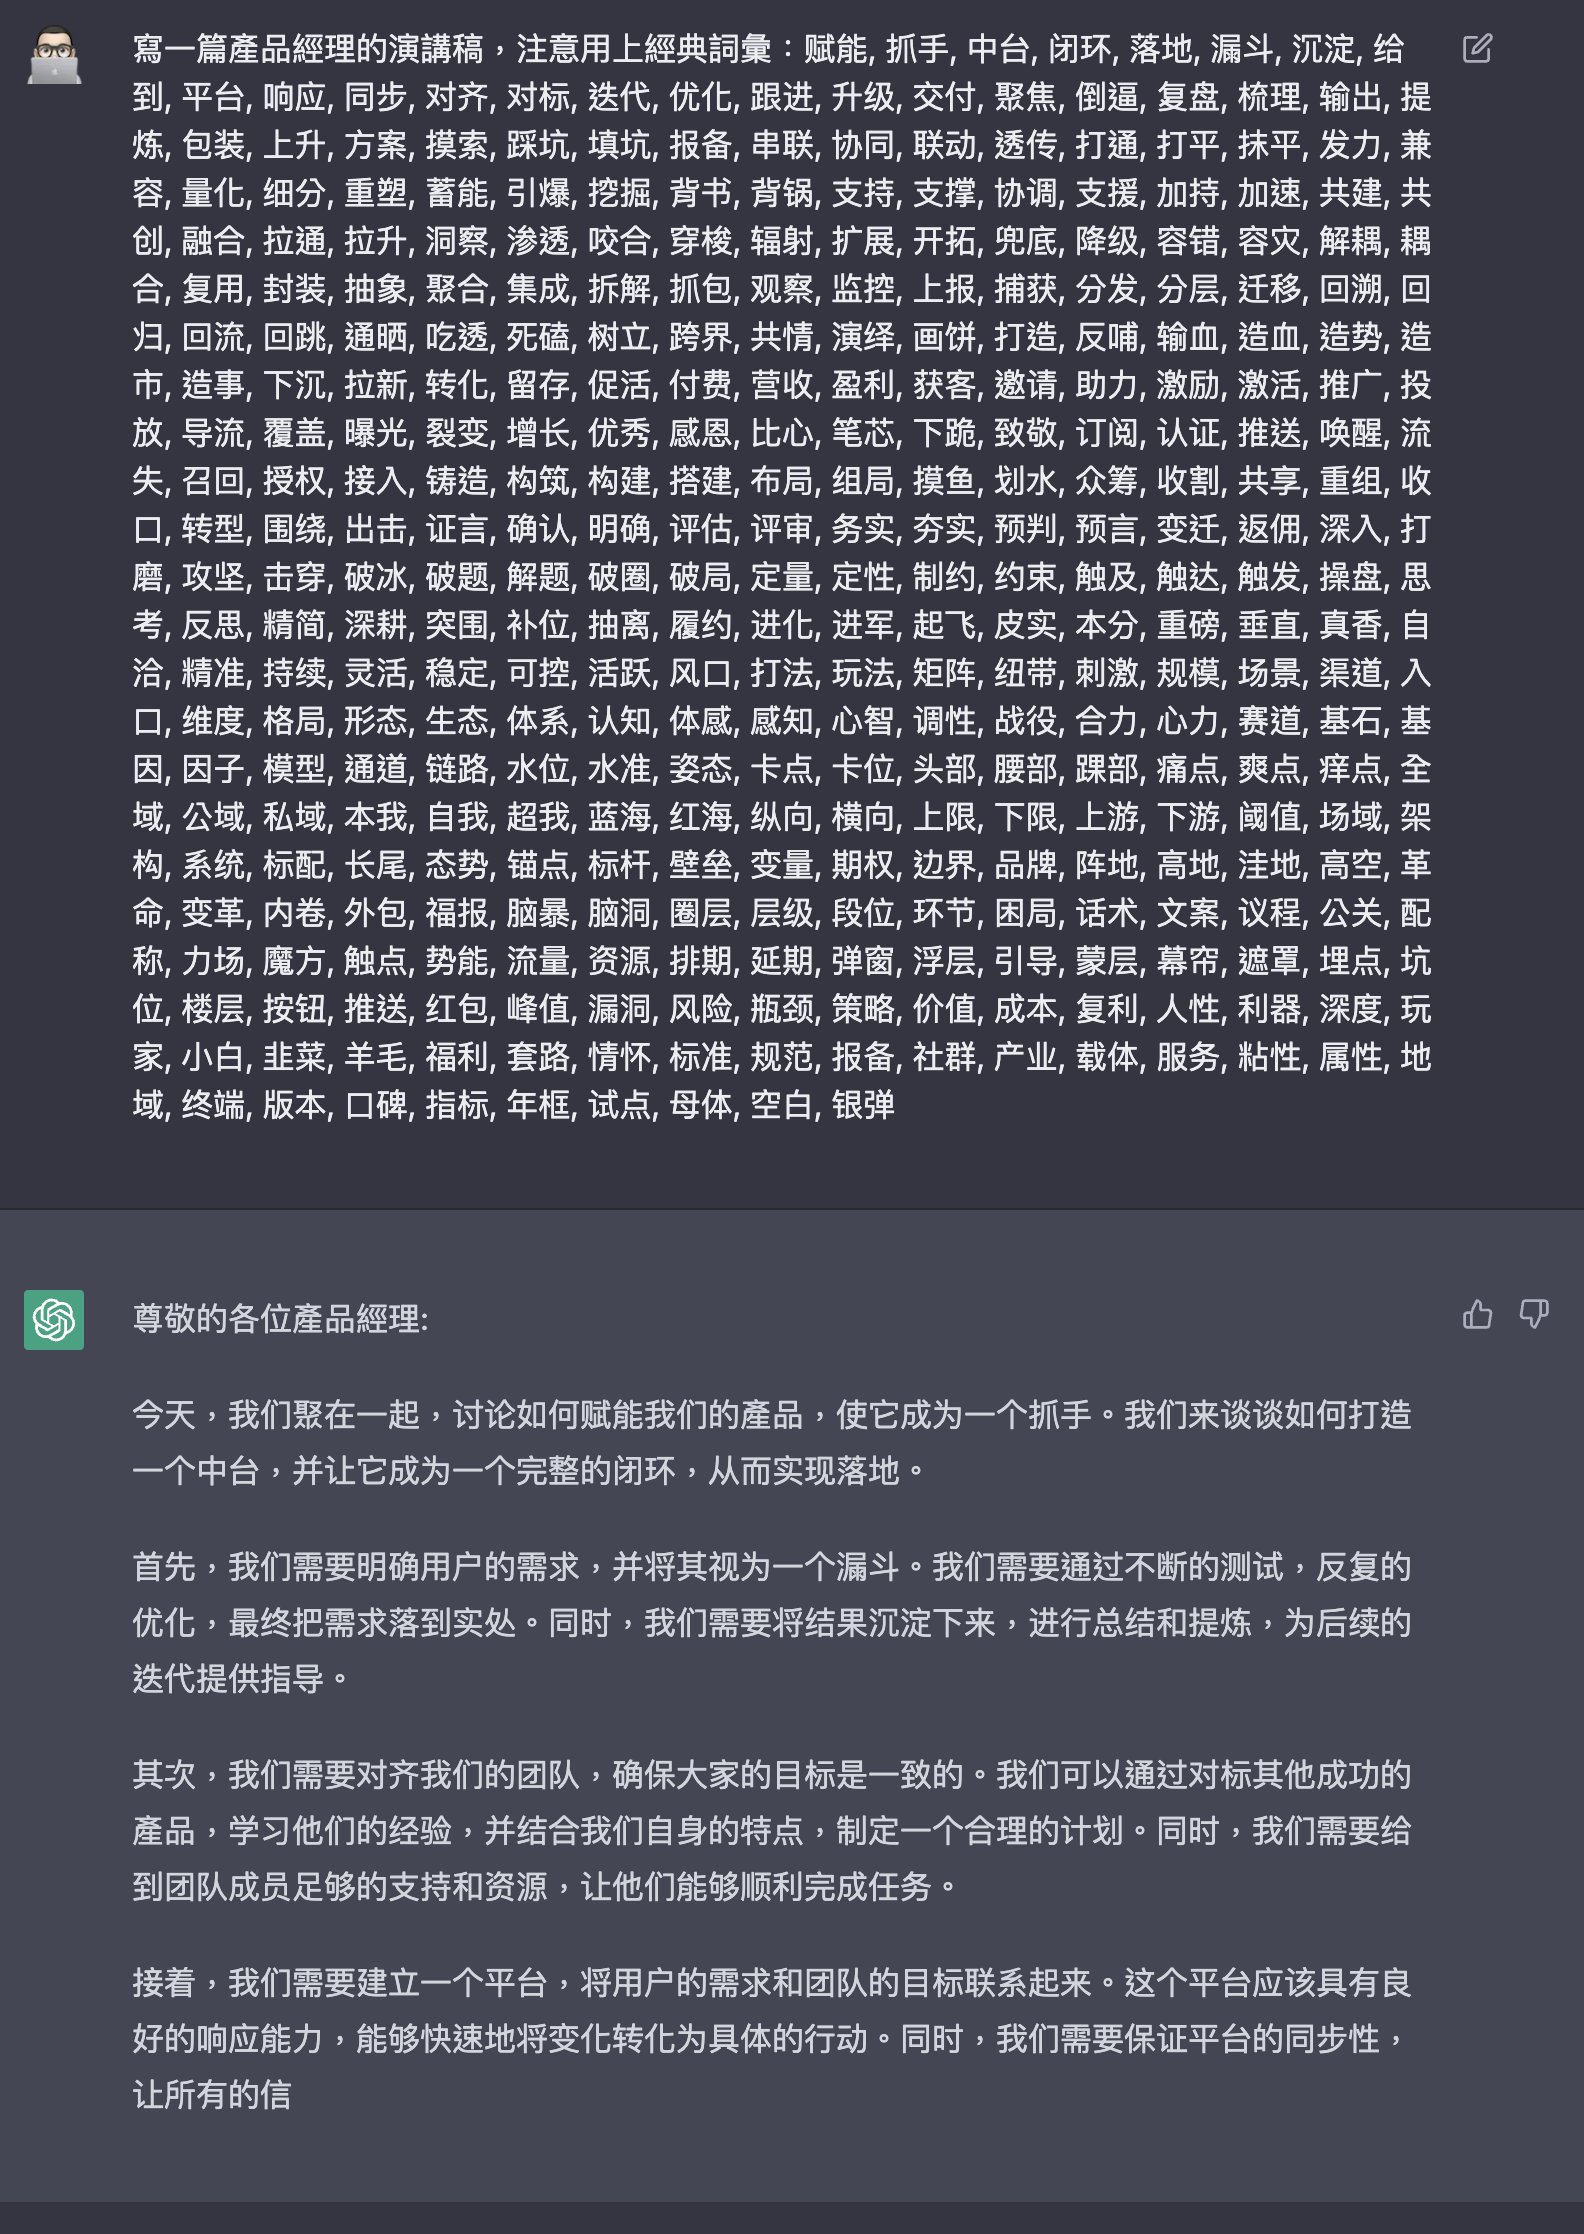 寫一篇產品經理的演講稿，注意用上經典詞彙：赋能, 抓手, 中台, 闭环, 落地, 漏斗, 沉淀, 给
到, 平台, 响应, 同步, 对齐, 对标, 迭代, 优化, 跟进, 升级, 交付, 聚焦, 倒逼, 复盘, 梳理, 输出, 提
炼, 包装, 上升, 方案, 摸索, 踩坑, 填坑, 报备, 串联, 协同, 联动, 透传, 打通, 打平, 抹平, 发力, 兼
容, 量化, 细分, 重塑, 蓄能, 引爆, 挖掘, 背书, 背锅, 支持, 支撑, 协调, 支援, 加持, 加速, 共建, 共
创, 融合, 拉通, 拉升, 洞察, 渗透, 咬合, 穿梭, 辐射, 扩展, 开拓, 兜底, 降级, 容错, 容灾, 解耦, 耦
合, 复用, 封装, 抽象, 聚合, 集成, 拆解, 抓包, 观察, 监控, 上报, 捕获, 分发, 分层, 迁移, 回溯, 回
归, 回流, 回跳, 通晒, 吃透, 死磕, 树立, 跨界, 共情, 演绎, 画饼, 打造, 反哺, 输血, 造血, 造势, 造
市, 造事, 下沉, 拉新, 转化, 留存, 促活, 付费, 营收, 盈利, 获客, 邀请, 助力, 激励, 激活, 推广, 投
放, 导流, 覆盖, 曝光, 裂变, 增长, 优秀, 感恩, 比心, 笔芯, 下跪, 致敬, 订阅, 认证, 推送, 唤醒, 流
失, 召回, 授权, 接入, 铸造, 构筑, 构建, 搭建, 布局, 组局, 摸鱼, 划水, 众筹, 收割, 共享, 重组, 收
口, 转型, 围绕, 出击, 证言, 确认, 明确, 评估, 评审, 务实, 夯实, 预判, 预言, 变迁, 返佣, 深入, 打
磨, 攻坚, 击穿, 破冰, 破题, 解题, 破圈, 破局, 定量, 定性, 制约, 约束, 触及, 触达, 触发, 操盘, 思
考, 反思, 精简, 深耕, 突围, 补位, 抽离, 履约, 进化, 进军, 起飞, 皮实, 本分, 重磅, 垂直, 真香, 自
洽, 精准, 持续, 灵活, 稳定, 可控, 活跃, 风口, 打法, 玩法, 矩阵, 纽带, 刺激, 规模, 场景, 渠道, 入
口, 维度, 格局, 形态, 生态, 体系, 认知, 体感, 感知, 心智, 调性, 战役, 合力, 心力, 赛道, 基石, 基
因, 因子, 模型, 通道, 链路, 水位, 水准, 姿态, 卡点, 卡位, 头部, 腰部, 踝部, 痛点, 爽点, 痒点, 全
域, 公域, 私域, 本我, 自我, 超我, 蓝海, 红海, 纵向, 横向, 上限, 下限, 上游, 下游, 阈值, 场域, 架
构, 系统, 标配, 长尾, 态势, 锚点, 标杆, 壁垒, 变量, 期权, 边界, 品牌, 阵地, 高地, 洼地, 高空, 革
命, 变革, 内卷, 外包, 福报, 脑暴, 脑洞, 圈层, 层级, 段位, 环节, 困局, 话术, 文案, 议程, 公关, 配
称, 力场, 魔方, 触点, 势能, 流量, 资源, 排期, 延期, 弹窗, 浮层, 引导, 蒙层, 幕帘, 遮罩, 埋点, 坑
位, 楼层, 按钮, 推送, 红包, 峰值, 漏洞, 风险, 瓶颈, 策略, 价值, 成本, 复利, 人性, 利器, 深度, 玩
家, 小白, 韭菜, 羊毛, 福利, 套路, 情怀, 标准, 规范, 报备, 社群, 产业, 载体, 服务, 粘性, 属性, 地
域, 终端, 版本, 口碑, 指标, 年框, 试点, 母体, 空白, 银弹
尊敬的各位產品經理:
今天，我们聚在一起，讨论如何赋能我们的產品，使它成为一个抓手。我们来谈谈如何打造
一个中台，并让它成为一个完整的闭环，从而实现落地。
首先，我们需要明确用户的需求，并将其视为一个漏斗。我们需要通过不断的测试，反复的
优化，最终把需求落到实处。同时，我们需要将结果沉淀下来，进行总结和提炼，为后续的
迭代提供指导。
其次，我们需要对齐我们的团队，确保大家的目标是一致的。我们可以通过对标其他成功的
產品，学习他们的经验，并结合我们自身的特点，制定一个合理的计划。同时，我们需要给
到团队成员足够的支持和资源，让他们能够顺利完成任务。
接着，我们需要建立一个平台，将用户的需求和团队的目标联系起来。这个平台应该具有良
好的响应能力，能够快速地将变化转化为具体的行动。同时，我们需要保证平台的同步性，
让所有的信